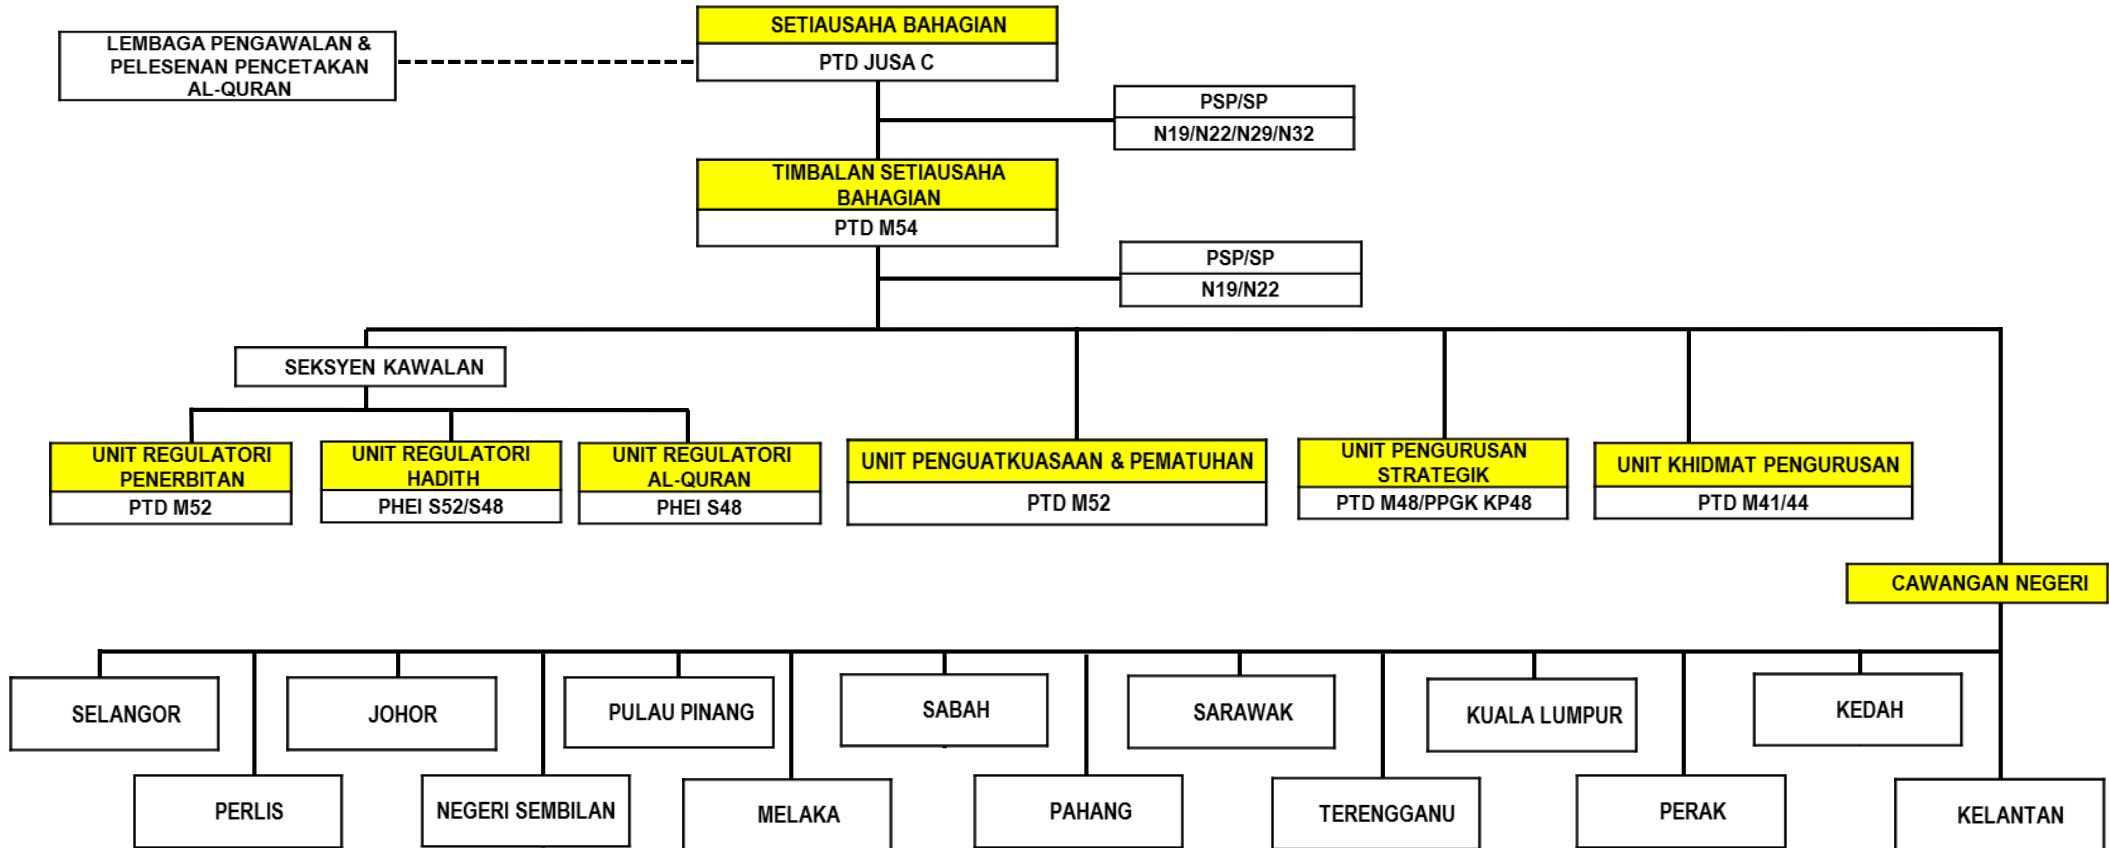 SETIAUSAHA BAHAGIAN
PTD JUSA C
LEMBAGA PENGAWALAN &
PELESENAN PENCETAKAN
AL-QURAN
PSP/SP
N19/N22/N29/N32
TIMBALAN SETIAUSAHA
BAHAGIAN
PTD M54
PSP/SP
N19/N22
SEKSYEN KAWALAN
UNIT REGULATORI
PENERBITAN
PTD M52
UNIT REGULATORI
HADITH
PHEI S52/S48
UNIT REGULATORI
AL-QURAN
PHEI S48
UNIT PENGUATKUASAAN & PEMATUHAN
PTD M52
UNIT PENGURUSAN
STRATEGIK
PTD M48/PPGK KP48
UNIT KHIDMAT PENGURUSAN
PTD M41/44
CAWANGAN NEGERI
SELANGOR
JOHOR
PULAU PINANG
SABAH
SARAWAK
KUALA LUMPUR
KEDAH
PERLIS
NEGERI SEMBILAN
MELAKA
PAHANG
TERENGGANU
PERAK
KELANTAN